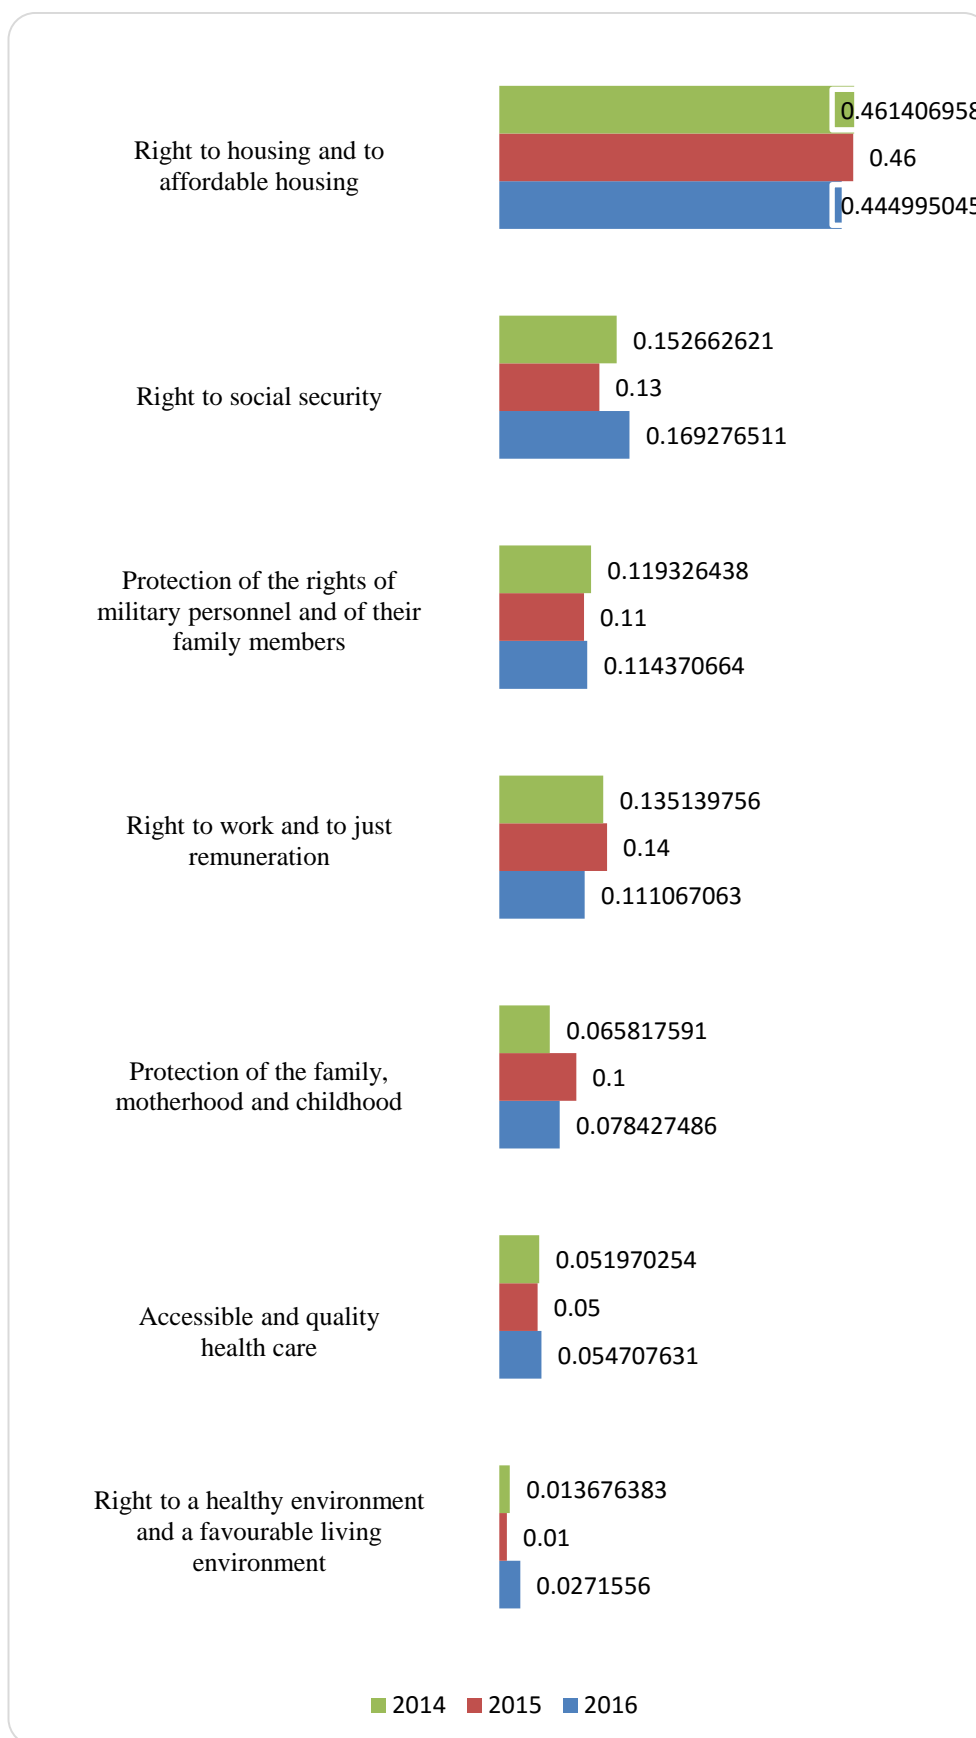 0.461406958
Right to housing and to
affordable housing
0.46
0.444995045
0.152662621
Right to social security
0.13
0.169276511
Protection of the rights of
military personnel and of their
family members
0.119326438
0.11
0.114370664
Right to work and to just
remuneration
0.135139756
0.14
0.111067063
Protection of the family,
motherhood and childhood
0.065817591
0.1
0.078427486
Accessible and quality
health care
0.051970254
0.05
0.054707631
Right to a healthy environment
and a favourable living
environment
0.013676383
0.01
0.0271556
2014 2015 2016